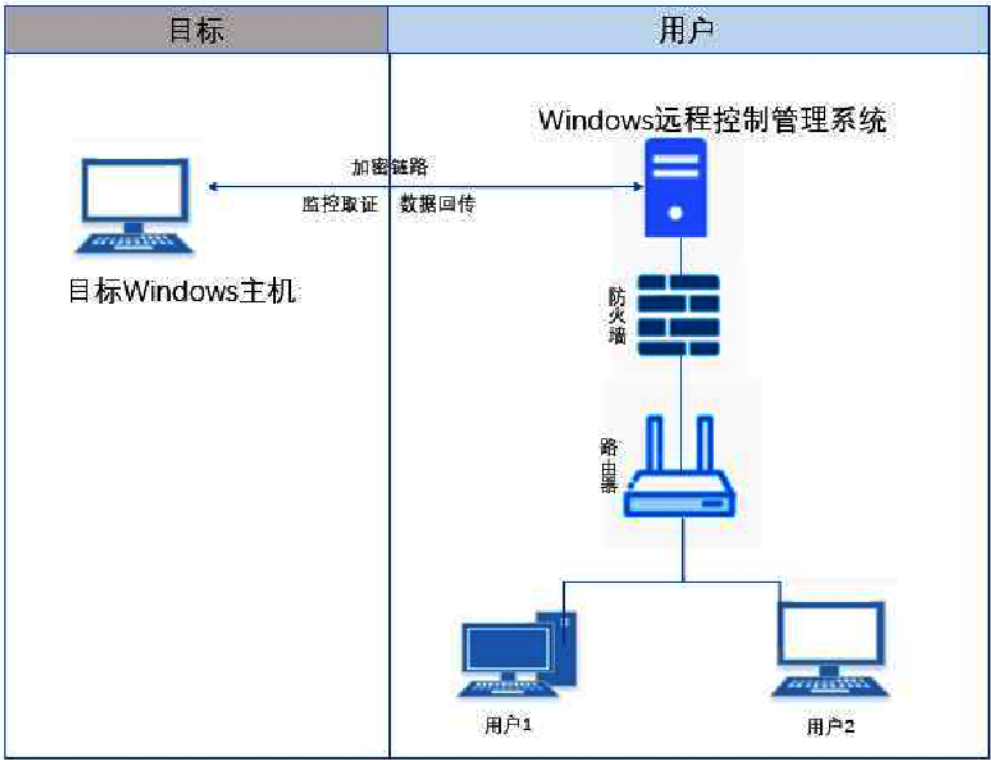 目标
用户
Windows远程控制管理系统
加密链路
监控取证 数据回传
目标Windows主机
防火墙
路由器
用户1
用户2